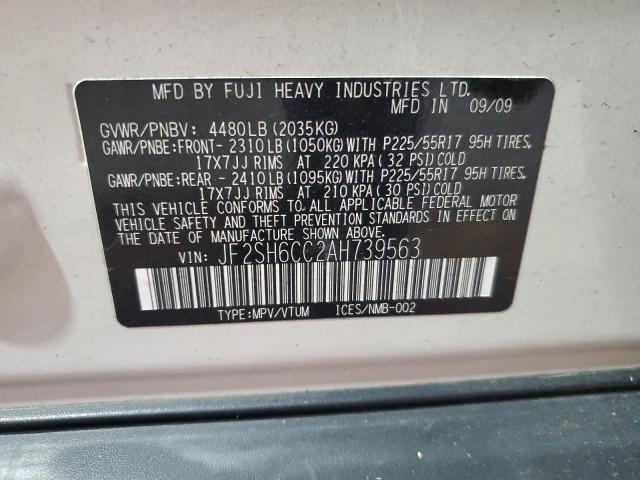 MFD BY FUJI HEAVY INDUSTRIES LTD.
MFD IN 09/09
GVWR/PNBV: 4480LB(2035KG)
GAWR/PNBE:FRONT- 2310LB(1050KG)WITH P225/55R17 95H TIRES,
17X7JJ RIMS AT 220 KPA(32 PSI)COLD
GAWR/PNBE:REAR - 2410LB(1095KG)WITH P225/55R17 95H TIRES,
17X7JJ RIMS AT 210 KPA(30 PSI)COLD
THIS VEHICLE CONFORMS TO ALL APPLICABLE FEDERAL MOTOR
VEHICLE SAFETY AND THEFT PREVENTION STANDARDS IN EFFECT ON
THE DATE OF MANUFACTURE SHOWN ABOVE.
VIN: JF2SH6CC2AH739563
TYPE:MPV/VTUM ICES/NMB-002